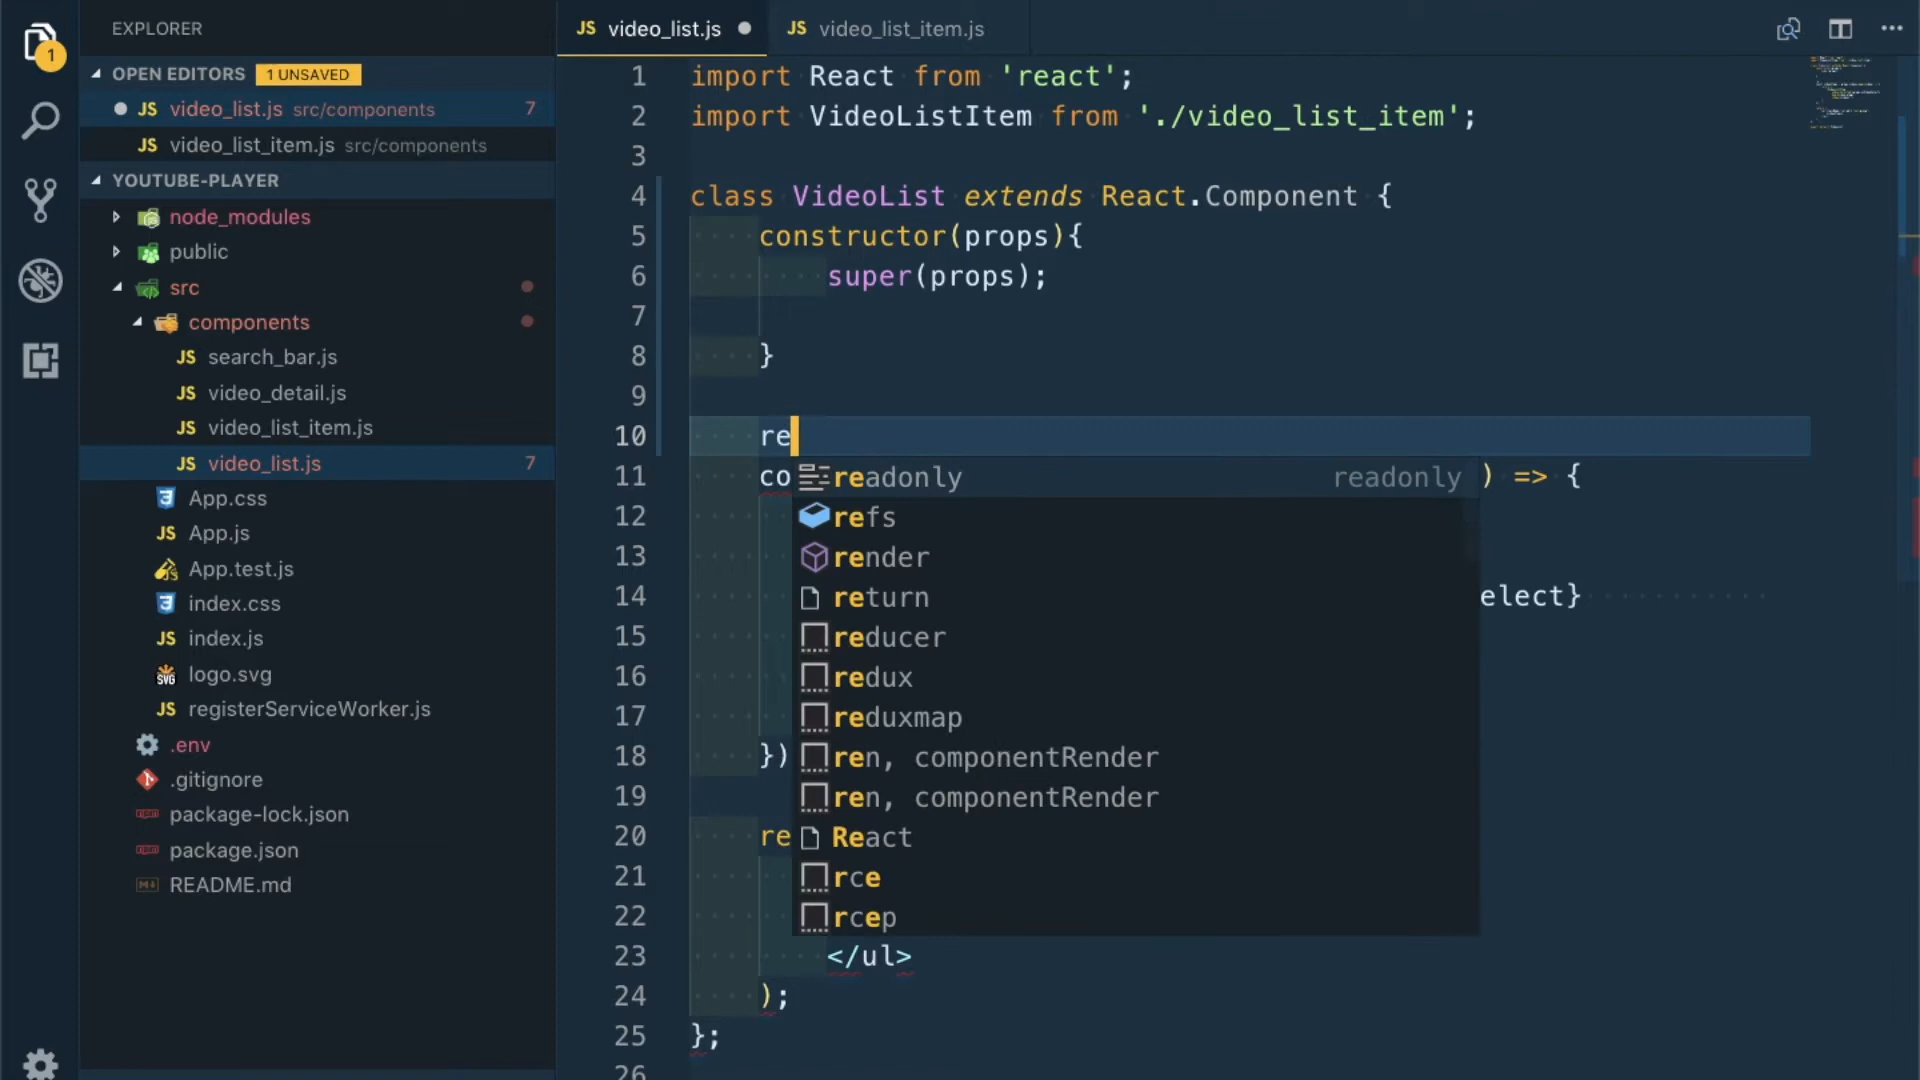 EXPLORER
OPEN EDITORS 1 UNSAVED
JS video_list.js src/components 7
JS video_list_item.js src/components
YOUTUBE-PLAYER
node_modules
public
src
components
JS search_bar.js
JS video_detail.js
JS video_list_item.js
JS video_list.js 7
App.css
JS App.js
App.test.js
index.css
JS index.js
SVG logo.svg
JS registerServiceWorker.js
.env
.gitignore
package-lock.json
package.json
README.md
1
JS video_list.js
JS video_list_item.js
1 import React from 'react';
2 import VideoListItem from './video_list_item';
3
4 class VideoList extends React.Component {
5 constructor(props){
6 super(props);
7
8 }
9
10 re
11 co ) => {
12
13
14 elect}
15
16
17
18 })
19
20 re
21
22
23 </ul>
24 );
25 };
26
readonly readonly
refs
render
return
reducer
redux
reduxmap
ren, componentRender
ren, componentRender
React
rce
rcep